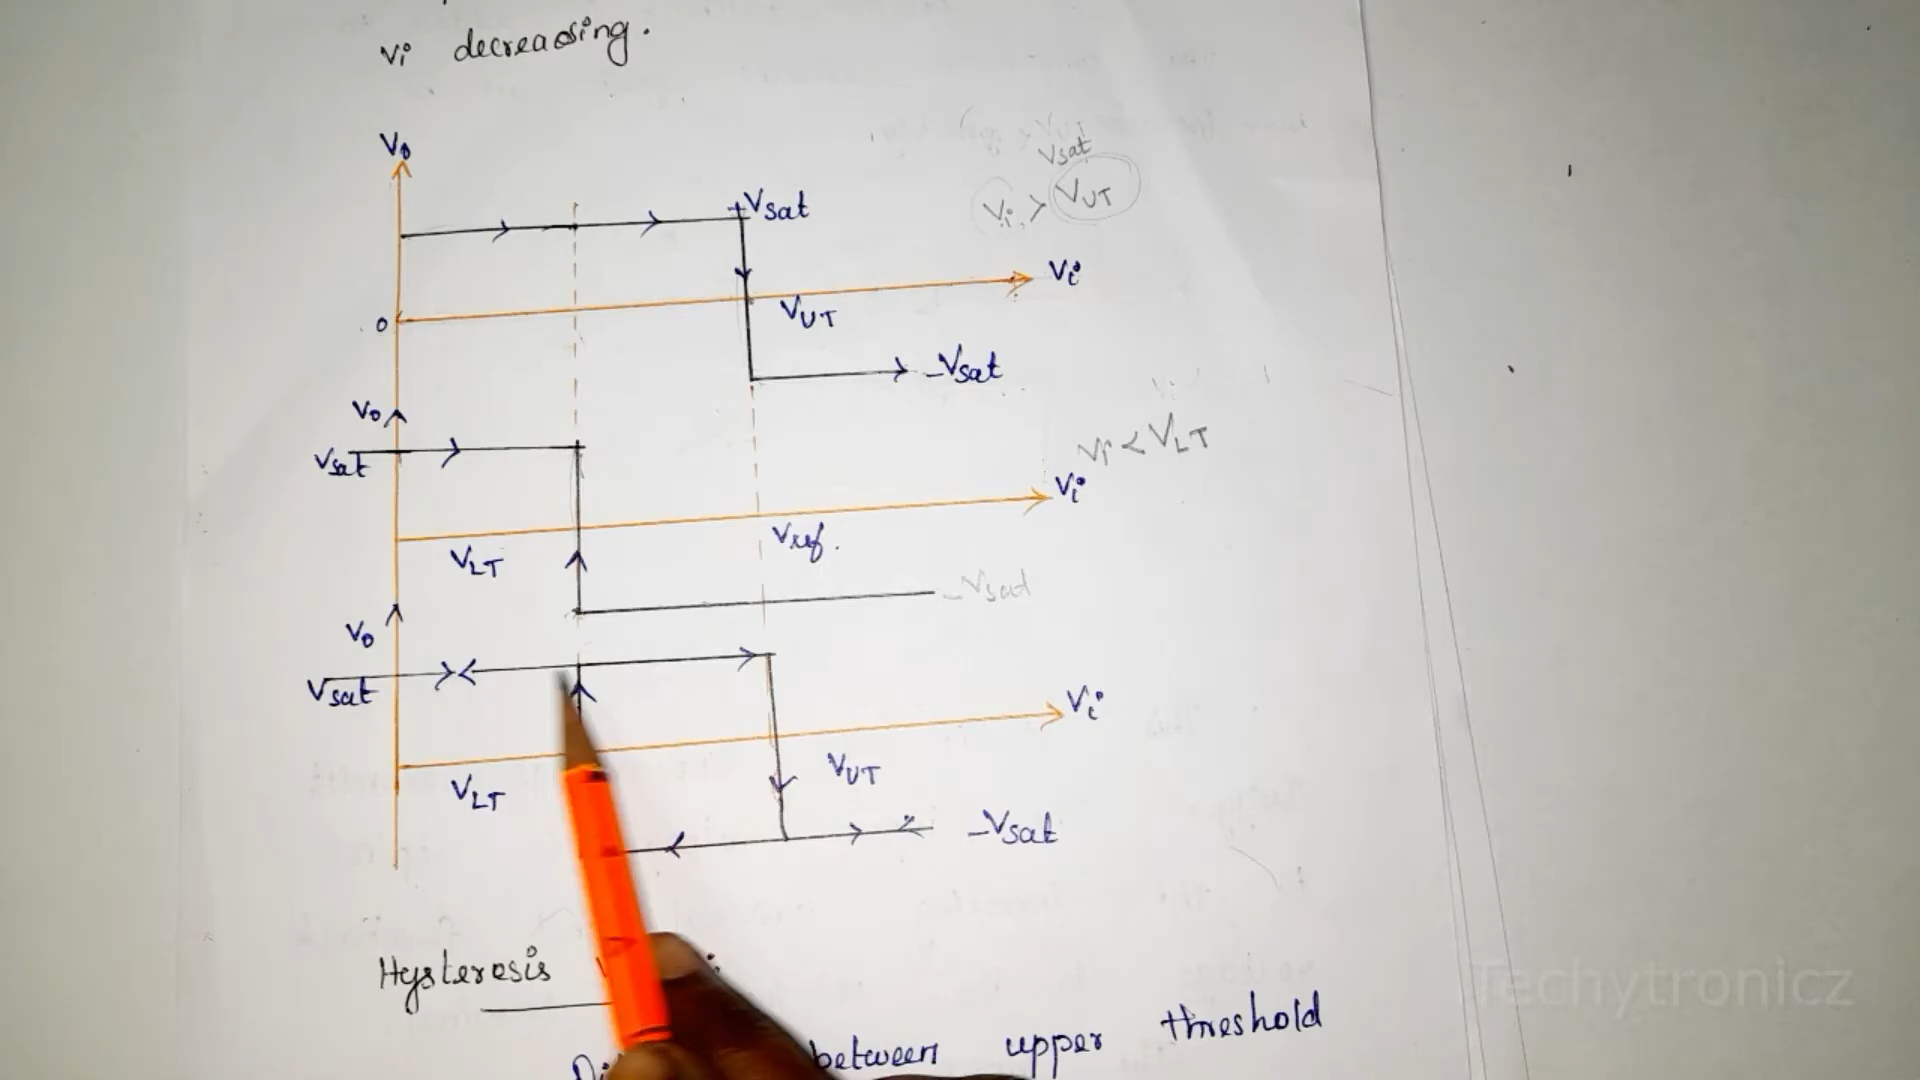 Vi decreasing.
Vo
Vsat
+Vsat
Vi > VUT
Vi
0
VUT
-Vsat
Vo
Vi < VLT
Vsat
Vi
Vref.
VLT
-Vsat
Vo
Vsat
Vi
VLT
VUT
-Vsat
Hysteresis
Techytronicz
between upper threshold